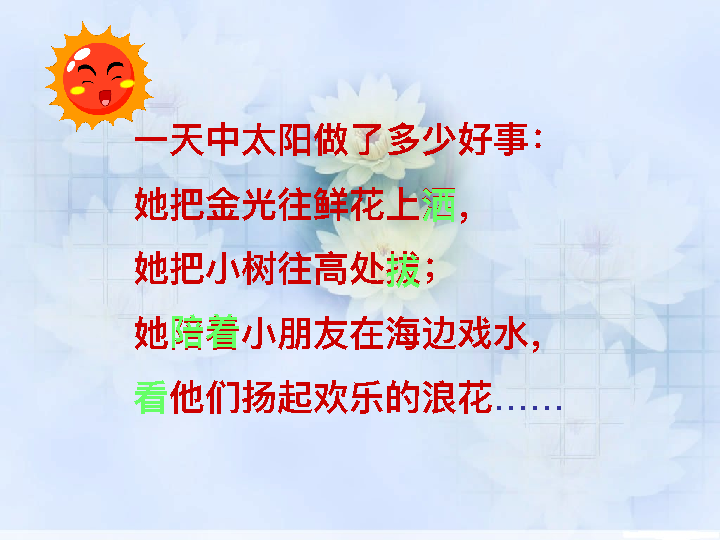 一天中太阳做了多少好事：
她把金光往鲜花上洒，
她把小树往高处拔；
她陪着小朋友在海边戏水，
看他们扬起欢乐的浪花……